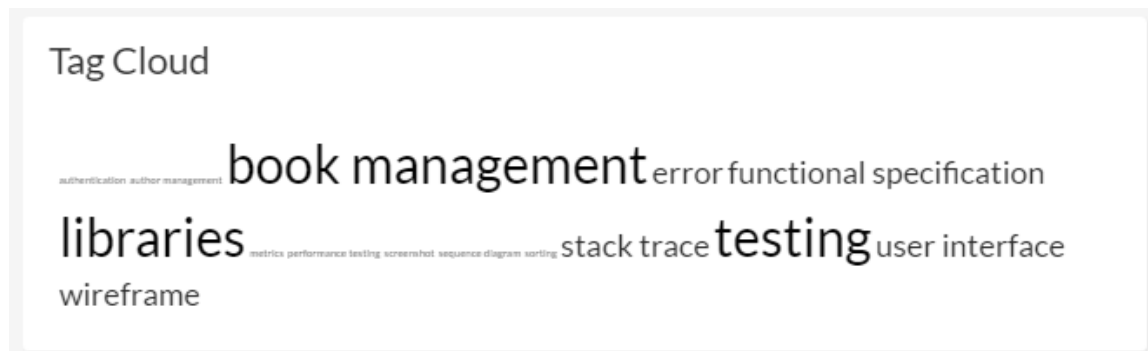 Tag Cloud
authentication author management book management error functional specification
libraries metrics performance testing screenshot sequence diagram sorting stack trace testing user interface
wireframe